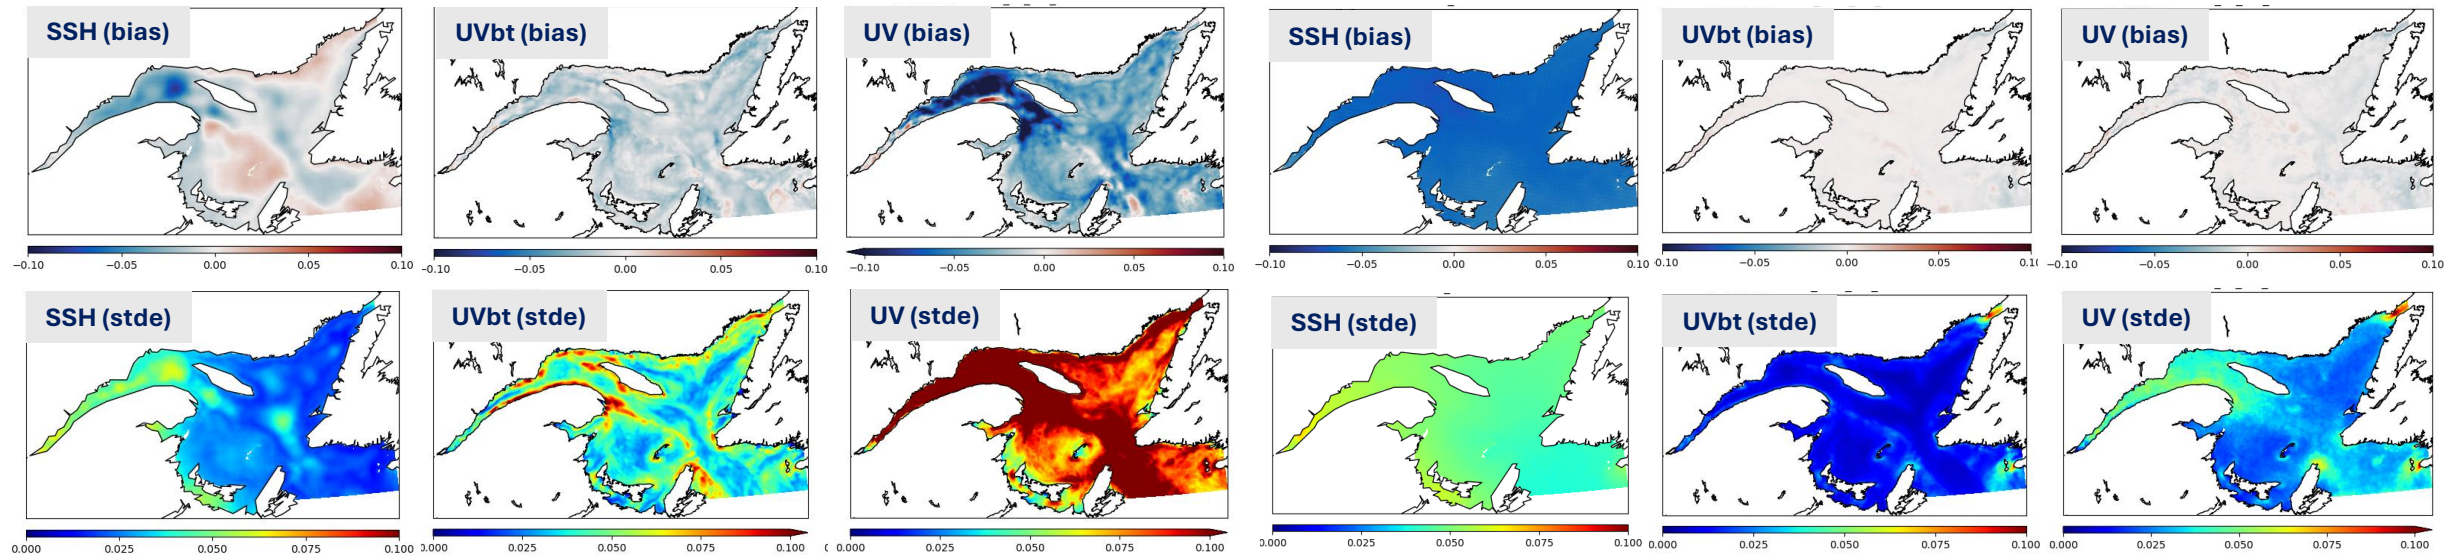 SSH (bias)
UVbt (bias)
UV (bias)
SSH (bias)
UVbt (bias)
UV (bias)
−0.10 −0.05 0.00 0.05 0.10
−0.10 −0.05 0.00 0.05 0.10
−0.10 −0.05 0.00 0.05 0.10
−0.10 −0.05 0.00 0.05 0.10
0.10 −0.05 0.00 0.05 0.10
−0.10 −0.05 0.00 0.05 0.10
SSH (stde)
UVbt (stde)
UV (stde)
SSH (stde)
UVbt (stde)
UV (stde)
0.000 0.025 0.050 0.075 0.100
0.000 0.025 0.050 0.075 0.100
0.000 0.025 0.050 0.075 0.100
0.000 0.025 0.050 0.075 0.100
0.000 0.025 0.050 0.075 0.100
0.000 0.025 0.050 0.075 0.100